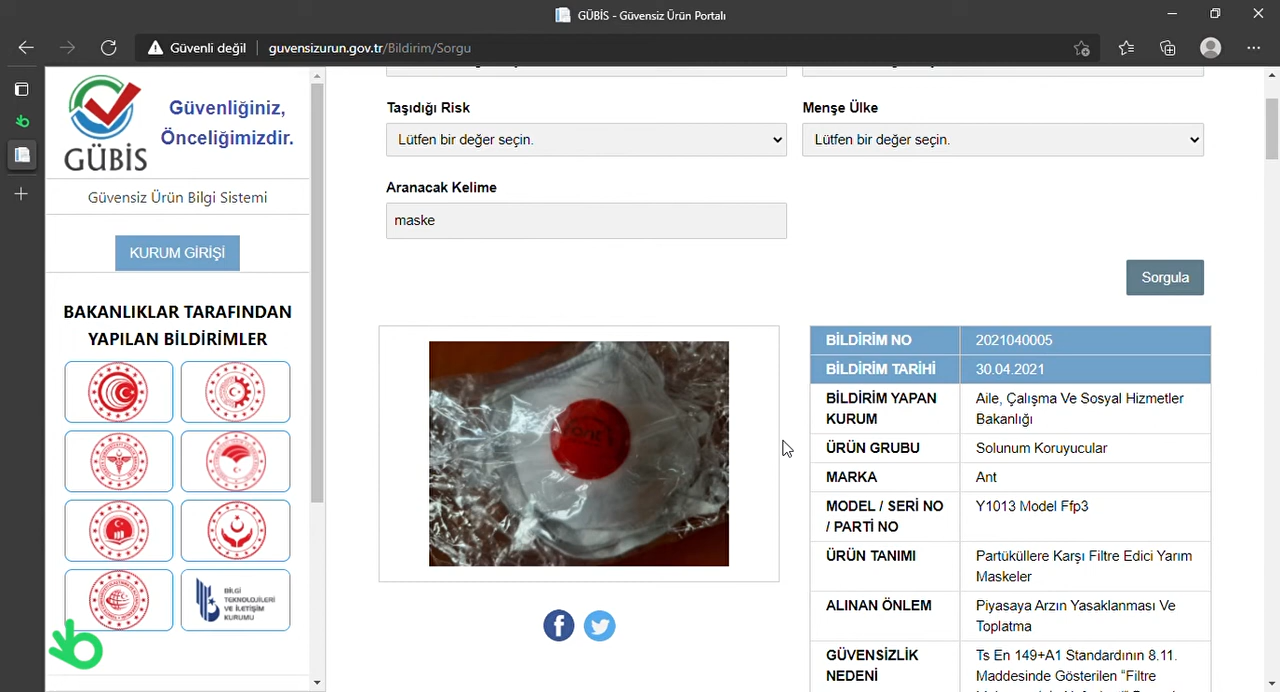 GÜBİS - Güvensiz Ürün Portalı
Güvenli değil
guvensizurun.gov.tr/Bildirim/Sorgu
Güvenliğiniz,
Önceliğimizdir.
GÜBİS
Güvensiz Ürün Bilgi Sistemi
KURUM GİRİŞİ
BAKANLIKLAR TARAFINDAN
YAPILAN BİLDİRİMLER
BİLGİ
TEKNOLOJİLERİ
VE İLETİŞİM
KURUMU
Taşıdığı Risk
Menşe Ülke
Lütfen bir değer seçin.
Lütfen bir değer seçin.
Aranacak Kelime
maske
Sorgula
BİLDİRİM NO
2021040005
BİLDİRİM TARİHİ
30.04.2021
BİLDİRİM YAPAN
KURUM
Aile, Çalışma Ve Sosyal Hizmetler
Bakanlığı
ÜRÜN GRUBU
Solunum Koruyucular
MARKA
Ant
MODEL / SERİ NO
/ PARTİ NO
Y1013 Model Ffp3
ÜRÜN TANIMI
Partüküllere Karşı Filtre Edici Yarım
Maskeler
ALINAN ÖNLEM
Piyasaya Arzın Yasaklanması Ve
Toplatma
GÜVENSİZLİK
NEDENİ
Ts En 149+A1 Standardının 8.11.
Maddesinde Gösterilen "Filtre